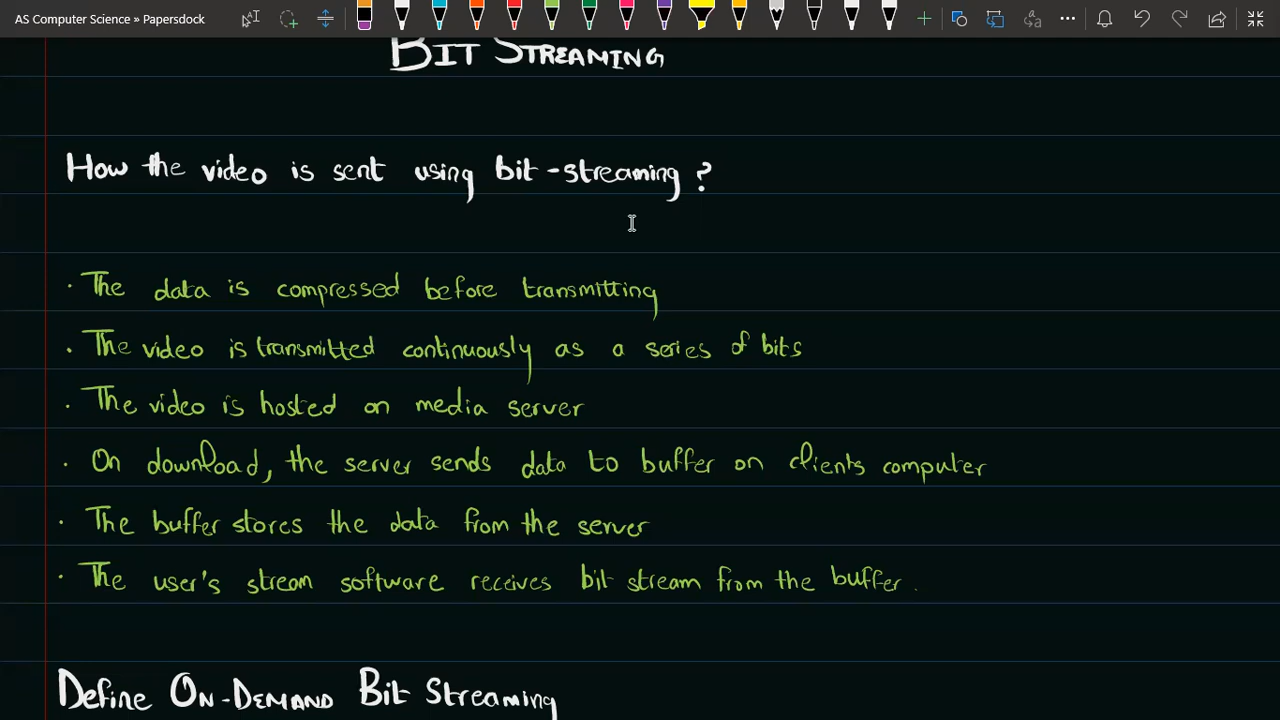 AS Computer Science » Papersdock
BIT STREAMING
How the video is sent using bit-streaming?
· The data is compressed before transmitting
· The video is transmitted continuously as a series of bits
· The video is hosted on media server
· On download, the server sends data to buffer on clients computer
· The buffer stores the data from the server
· The user's stream software receives bit stream from the buffer.
Define ON-DEMAND Bit Streaming